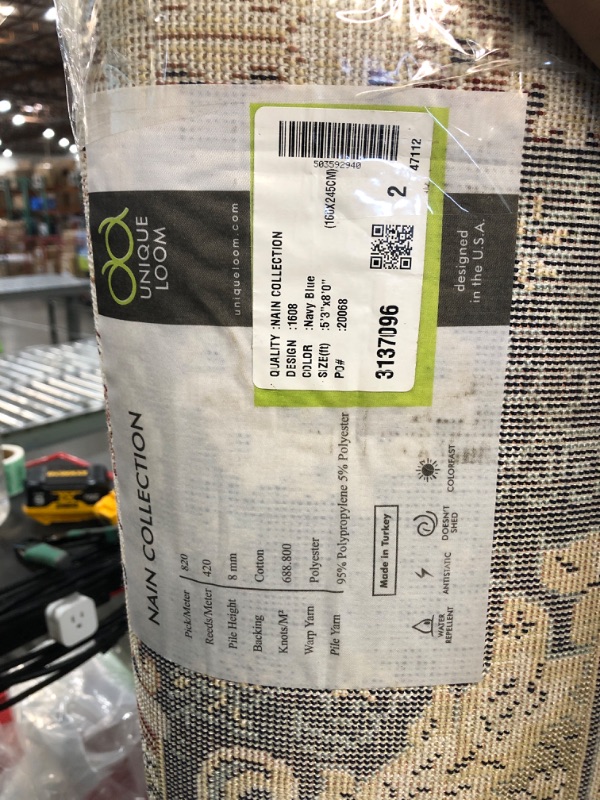 UNIQUE
LOOM
uniqueloom.com
503592940
QUALITY :NAIN COLLECTION
DESIGN :1608
COLOR :Navy Blue
SIZE(ft) :5'3"x8'0" (160X245CM)
PO# :20068
2
47112
3137096
designed
in the U.S.A.
NAIN COLLECTION
Pick/Meter 820
Reeds/Meter 420
Pile Height 8 mm
Backing Cotton
Knots/M² 688.800
Warp Yarn Polyester
Pile Yarn 95% Polypropylene 5% Polyester
Made in Turkey
WATER
REPELLENT
ANTISTATIC
DOESN'T
SHED
COLORFAST